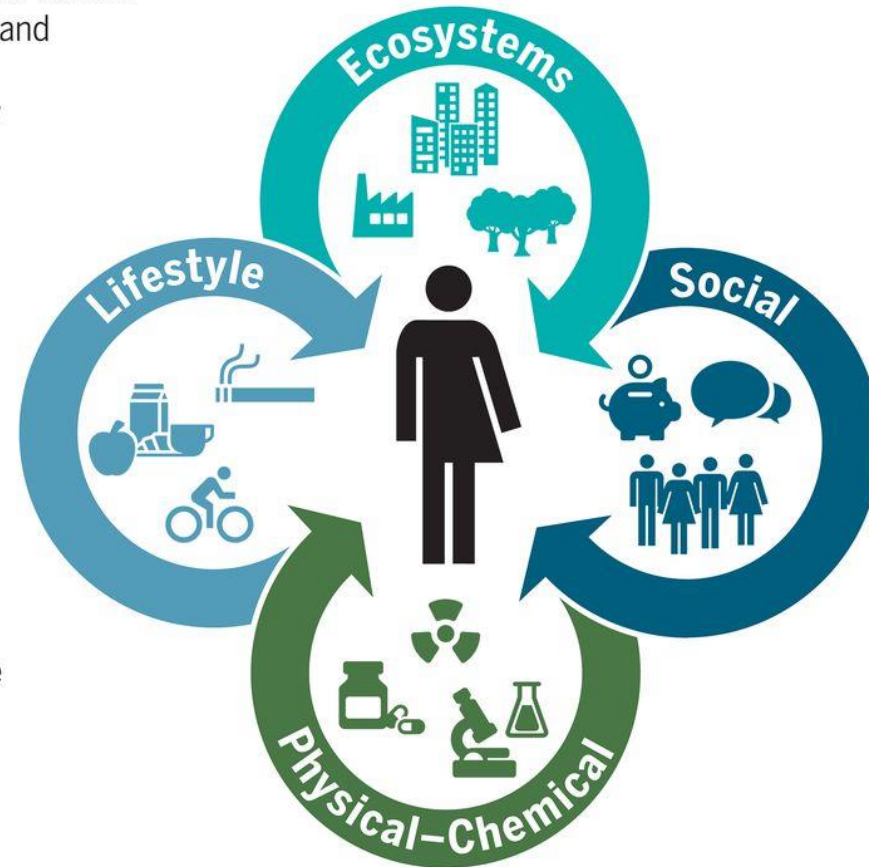 and
Ecosystems
Lifestyle
Social
Physical–Chemical